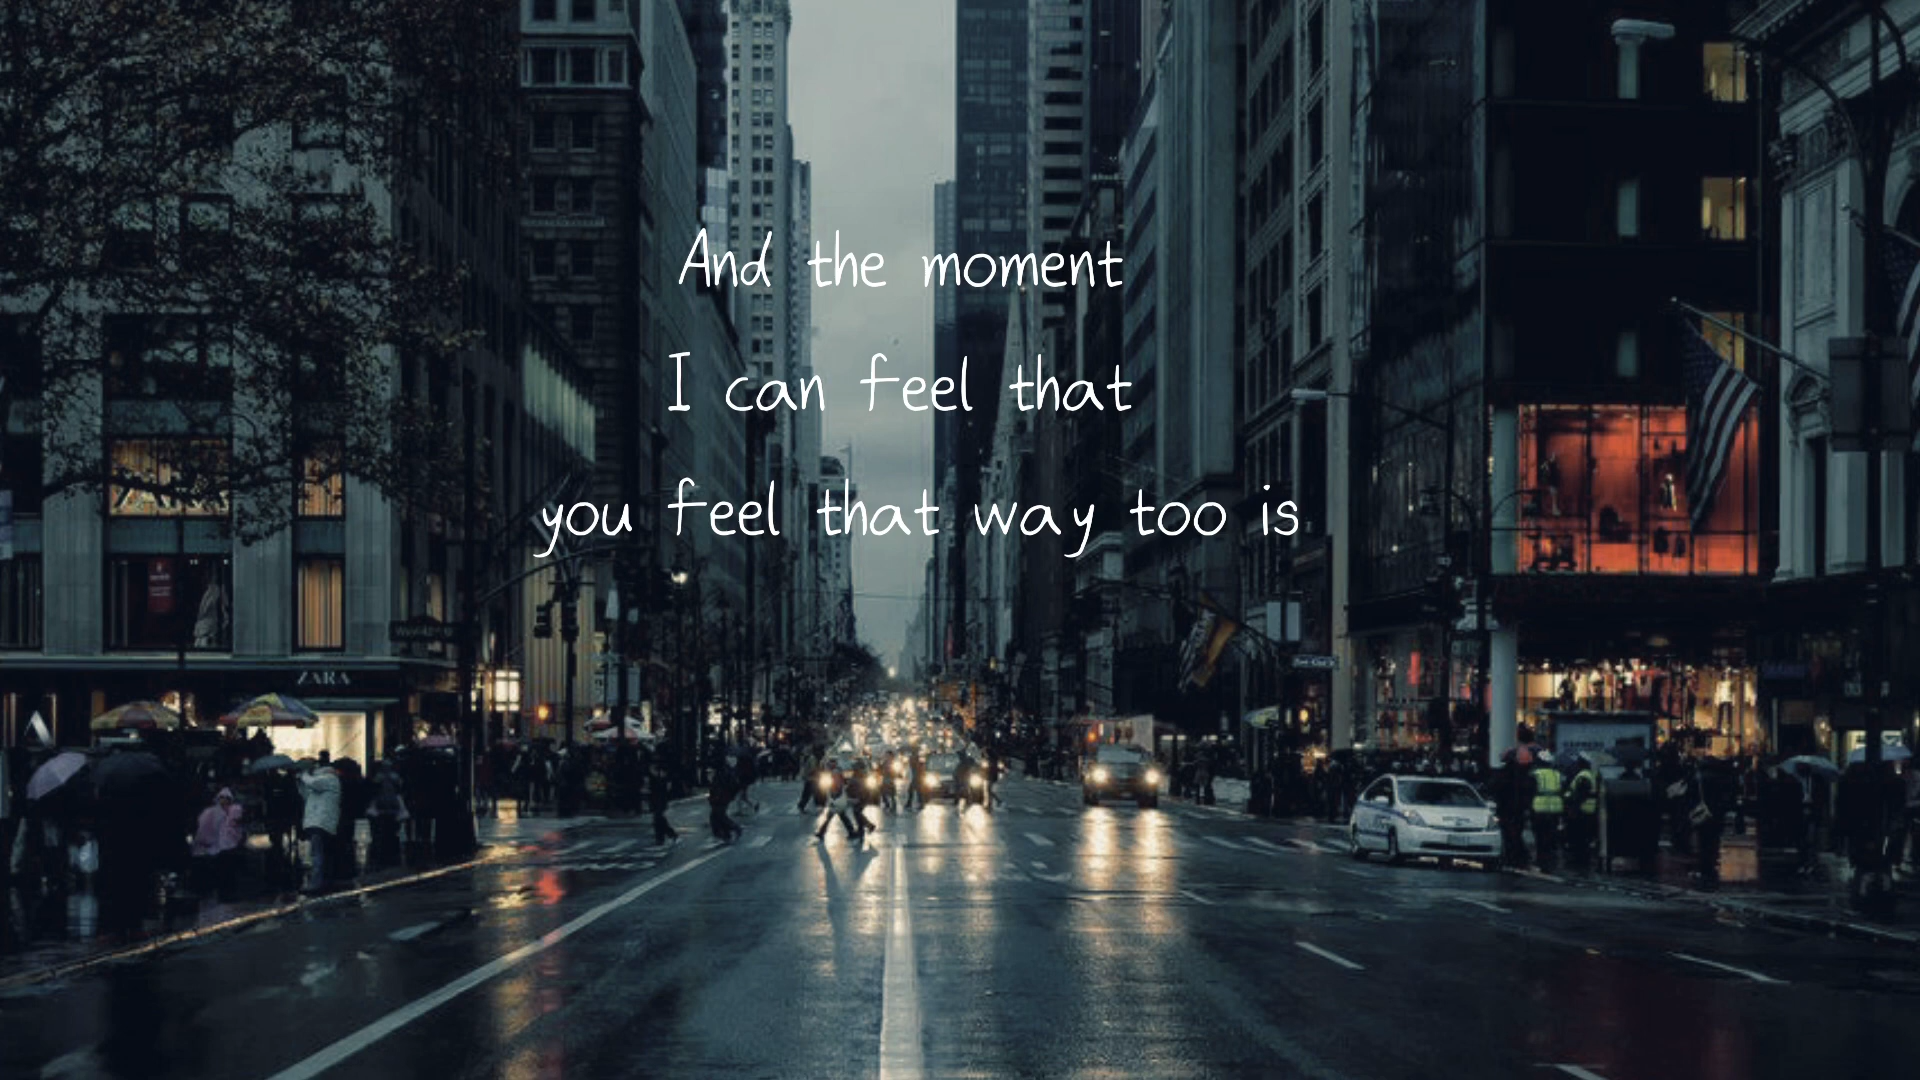 And the moment
I can feel that
you feel that way too is
ZARA